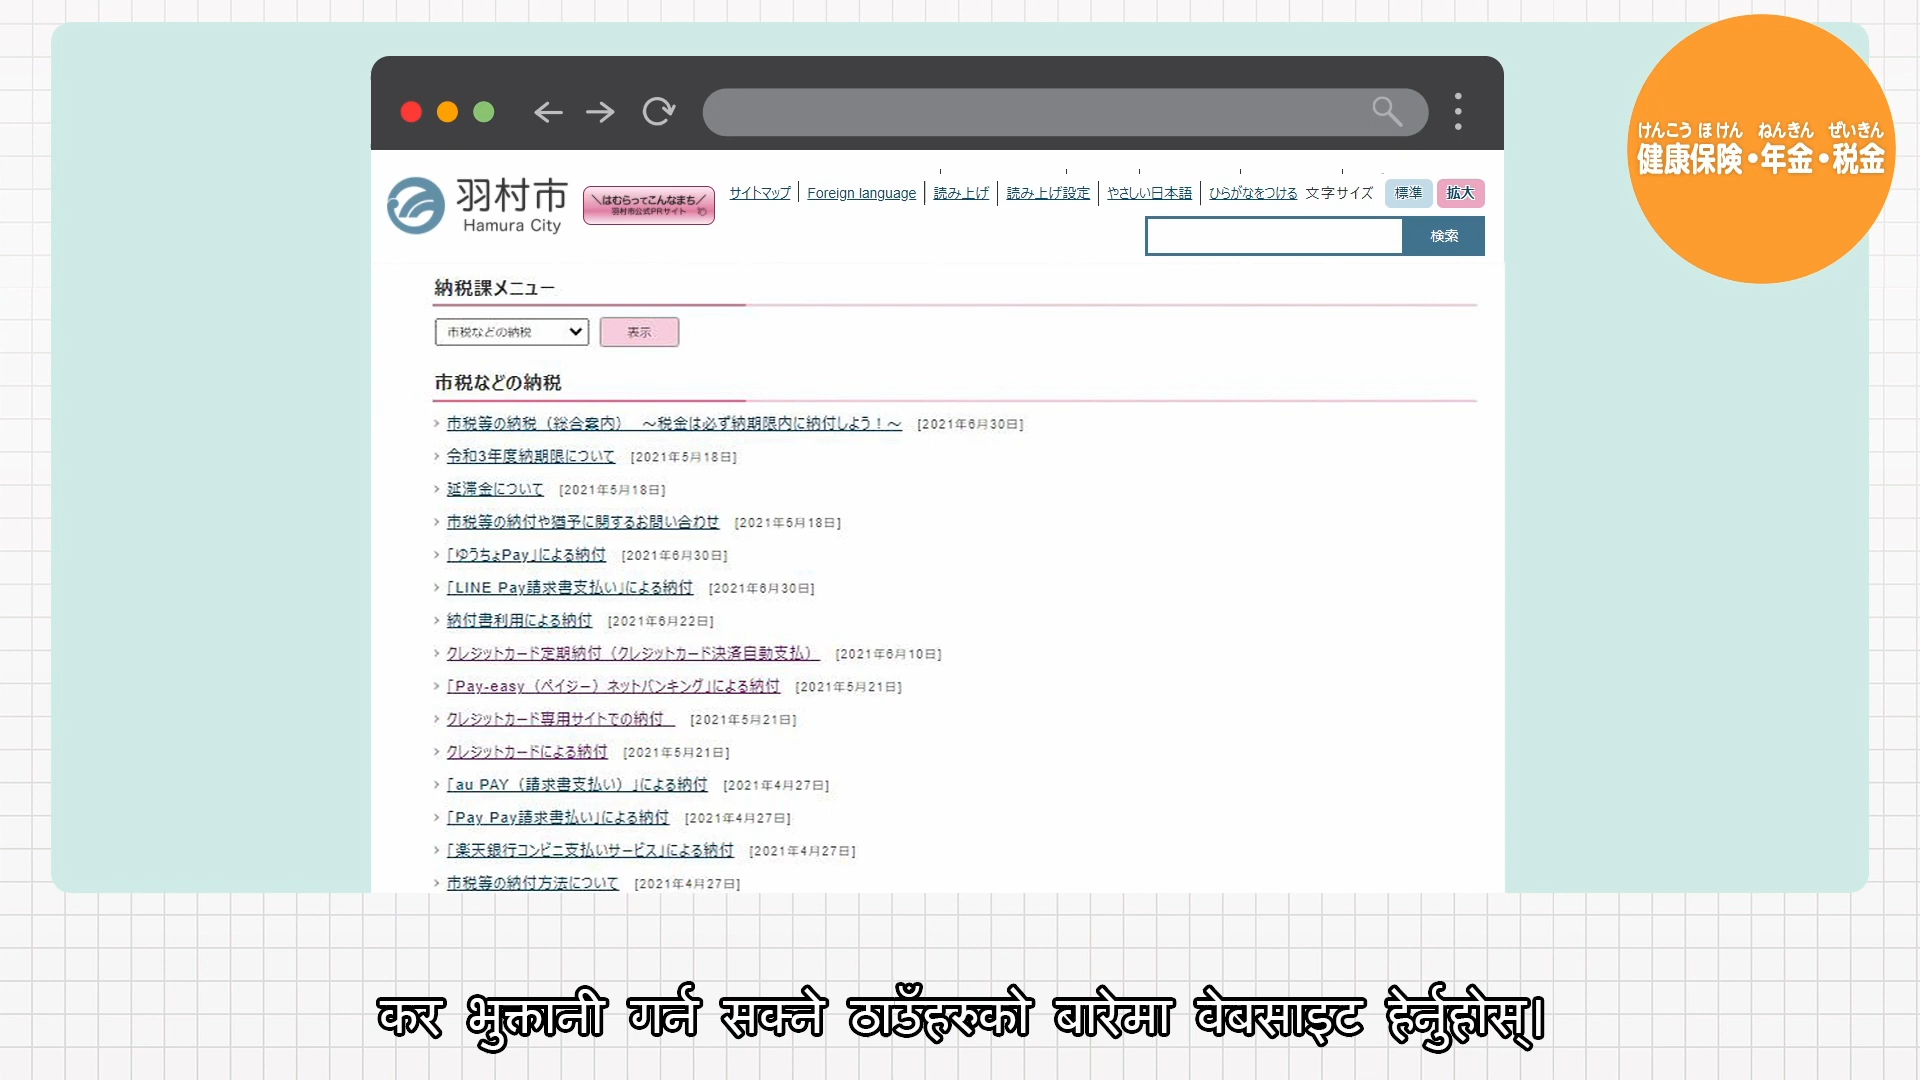 けんこう ほけん ねんきん ぜいきん
健康保険・年金・税金
羽村市
Hamura City
＼はむらってこんなまち／
羽村市公式PRサイト
サイトマップ Foreign language 読み上げ 読み上げ設定 やさしい日本語 ひらがなをつける 文字サイズ 標準 拡大
検索
納税課メニュー
市税などの納税 表示
市税などの納税
市税等の納税（総合案内） ～税金は必ず納期限内に納付しよう！～ [2021年6月30日]
令和3年度納期限について [2021年5月18日]
延滞金について [2021年5月18日]
市税等の納付や猶予に関するお問い合わせ [2021年5月18日]
「ゆうちょPay」による納付 [2021年6月30日]
「LINE Pay請求書支払い」による納付 [2021年6月30日]
納付書利用による納付 [2021年6月22日]
クレジットカード定期納付（クレジットカード決済自動支払） [2021年6月10日]
「Pay-easy（ペイジー）ネットバンキング」による納付 [2021年5月21日]
クレジットカード専用サイトでの納付 [2021年5月21日]
クレジットカードによる納付 [2021年5月21日]
「au PAY（請求書支払い）」による納付 [2021年4月27日]
「Pay Pay請求書払い」による納付 [2021年4月27日]
「楽天銀行コンビニ支払いサービス」による納付 [2021年4月27日]
市税等の納付方法について [2021年4月27日]
कर भुक्तानी गर्न सक्ने ठाउँहरुको बारेमा वेबसाइट हेर्नुहोस्।